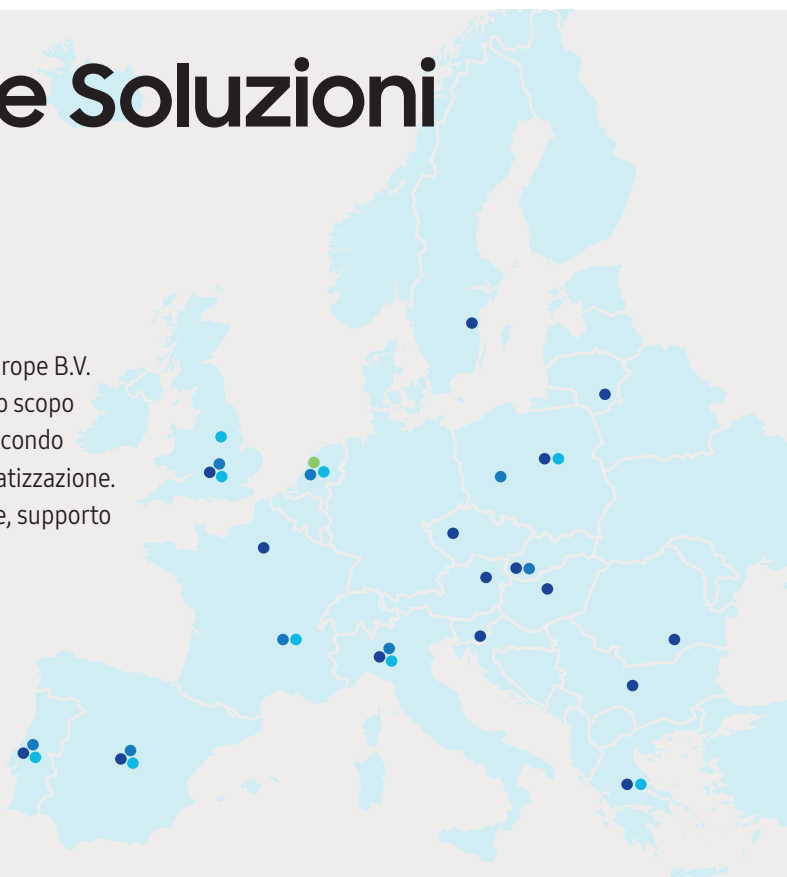 e Soluzioni
rope B.V.
o scopo
condo
atizzazione.
e, supporto